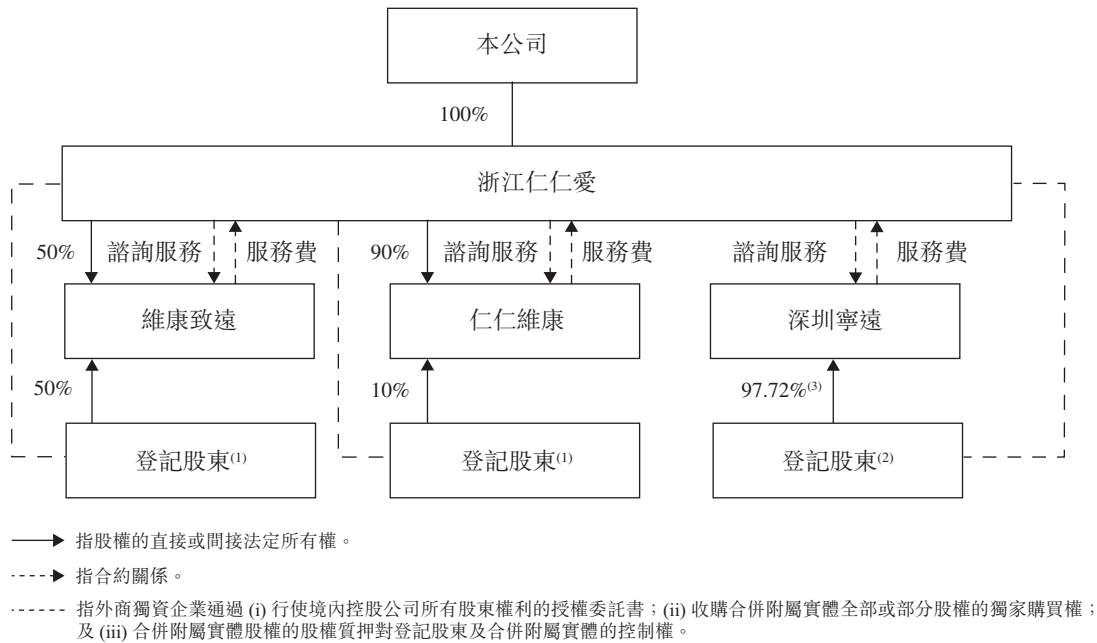 本公司
100%
浙江仁仁愛
50% 諮詢服務 服務費 90% 諮詢服務 服務費 諮詢服務 服務費
維康致遠 仁仁維康 深圳寧遠
50% 10% 97.72%(3)
登記股東(1) 登記股東(1) 登記股東(2)
指股權的直接或間接法定所有權。
指合約關係。
指外商獨資企業通過 (i) 行使境內控股公司所有股東權利的授權委託書；(ii) 收購合併附屬實體全部或部分股權的獨家購買權；
及 (iii) 合併附屬實體股權的股權質押對登記股東及合併附屬實體的控制權。